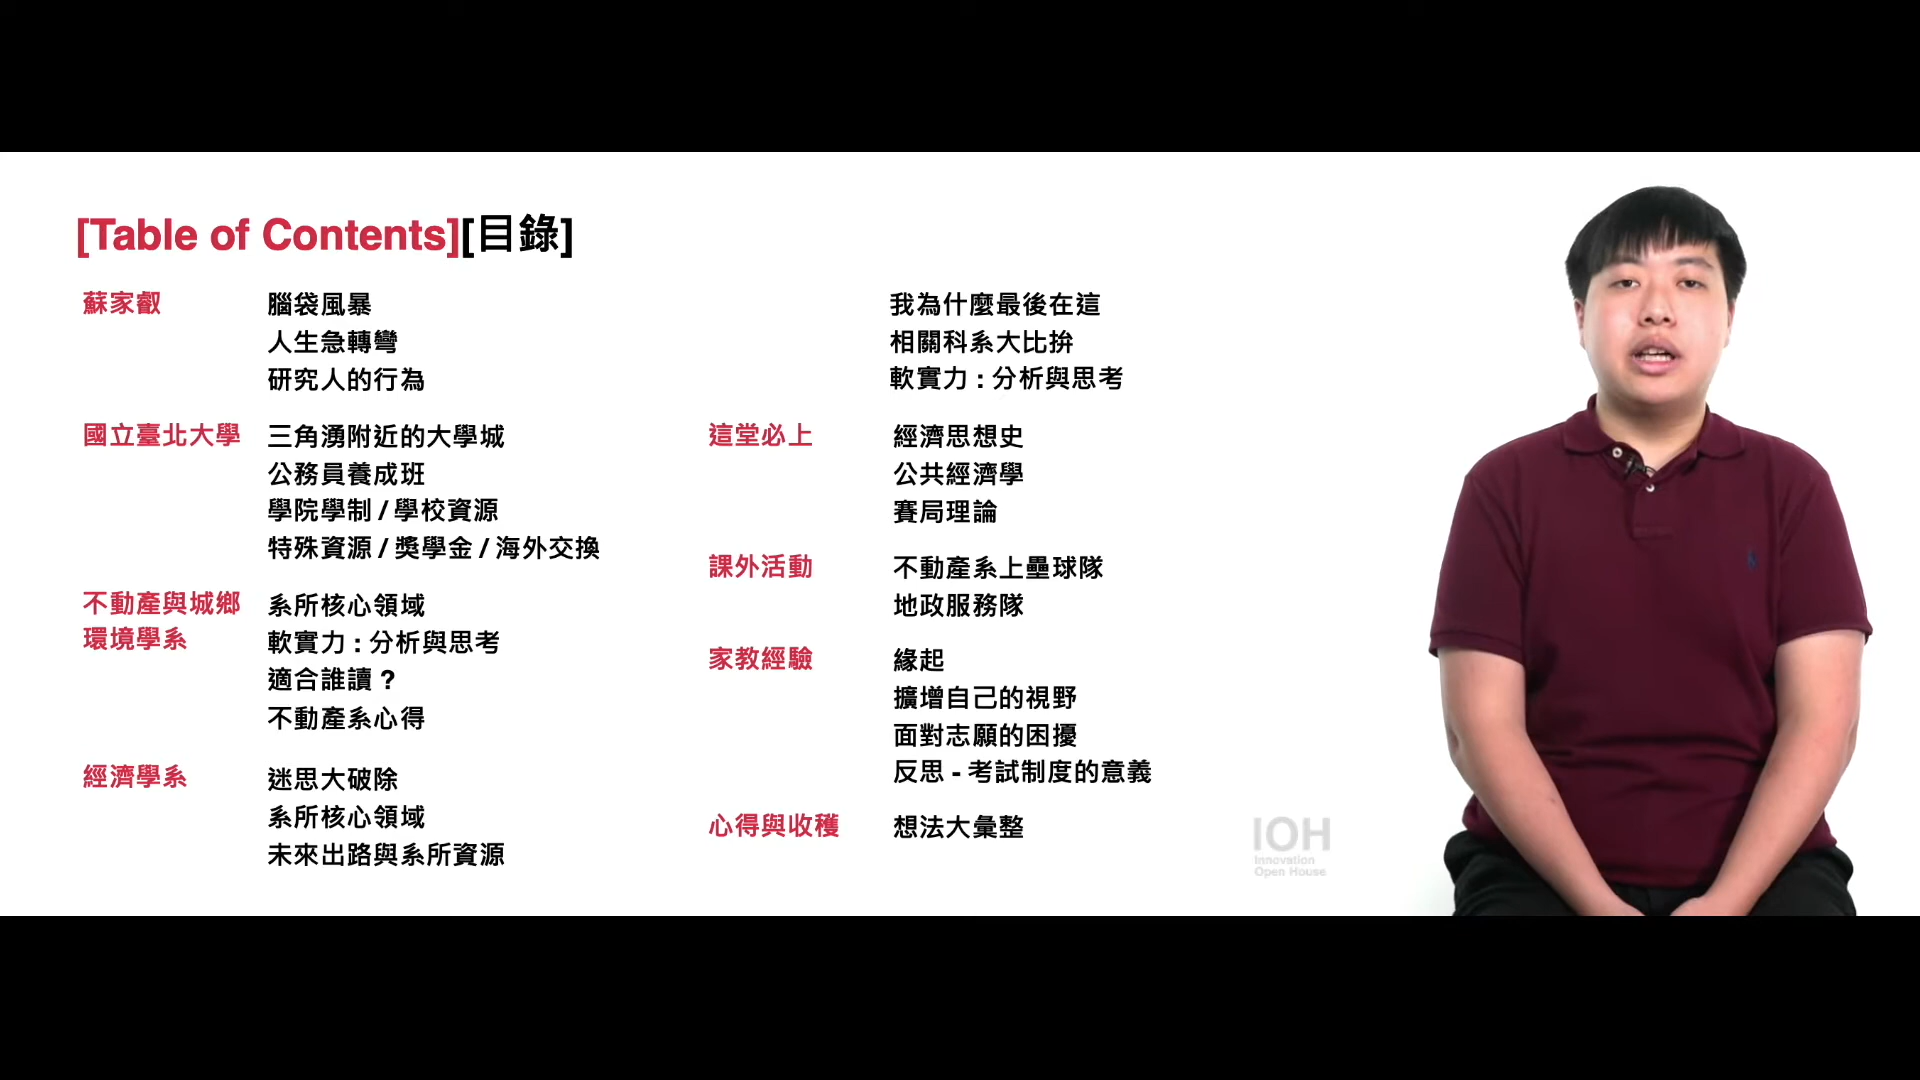 [Table of Contents][目錄]
蘇家叡
腦袋風暴
人生急轉彎
研究人的行為
國立臺北大學
三角湧附近的大學城
公務員養成班
學院學制 / 學校資源
特殊資源 / 獎學金 / 海外交換
不動產與城鄉
環境學系
系所核心領域
軟實力 : 分析與思考
適合誰讀 ?
不動產系心得
經濟學系
迷思大破除
系所核心領域
未來出路與系所資源
我為什麼最後在這
相關科系大比拚
軟實力 : 分析與思考
這堂必上
經濟思想史
公共經濟學
賽局理論
課外活動
不動產系上壘球隊
地政服務隊
家教經驗
緣起
擴增自己的視野
面對志願的困擾
反思 - 考試制度的意義
心得與收穫
想法大彙整
IOH
Innovation
Open House